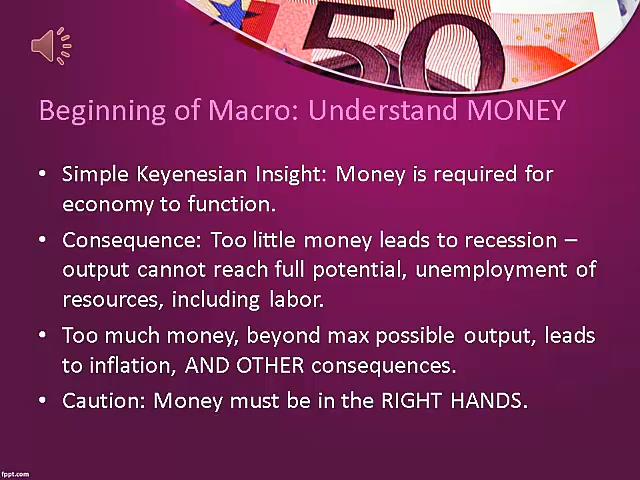 50
Beginning of Macro: Understand MONEY
• Simple Keyenesian Insight: Money is required for
economy to function.
• Consequence: Too little money leads to recession –
output cannot reach full potential, unemployment of
resources, including labor.
• Too much money, beyond max possible output, leads
to inflation, AND OTHER consequences.
• Caution: Money must be in the RIGHT HANDS.
fppt.com